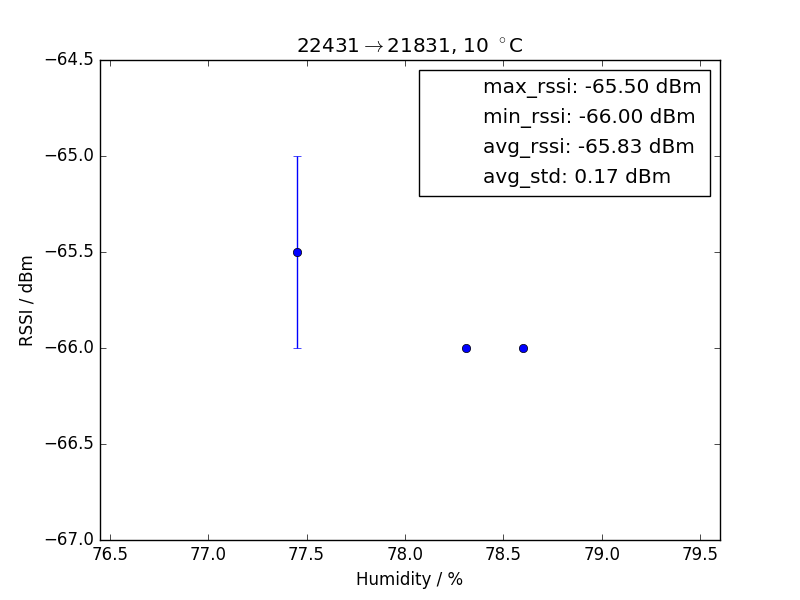 22431→21831, 10 °C
−64.5
−65.0
−65.5
−66.0
−66.5
−67.0
RSSI / dBm
max_rssi: -65.50 dBm
min_rssi: -66.00 dBm
avg_rssi: -65.83 dBm
avg_std: 0.17 dBm
76.5 77.0 77.5 78.0 78.5 79.0 79.5
Humidity / %